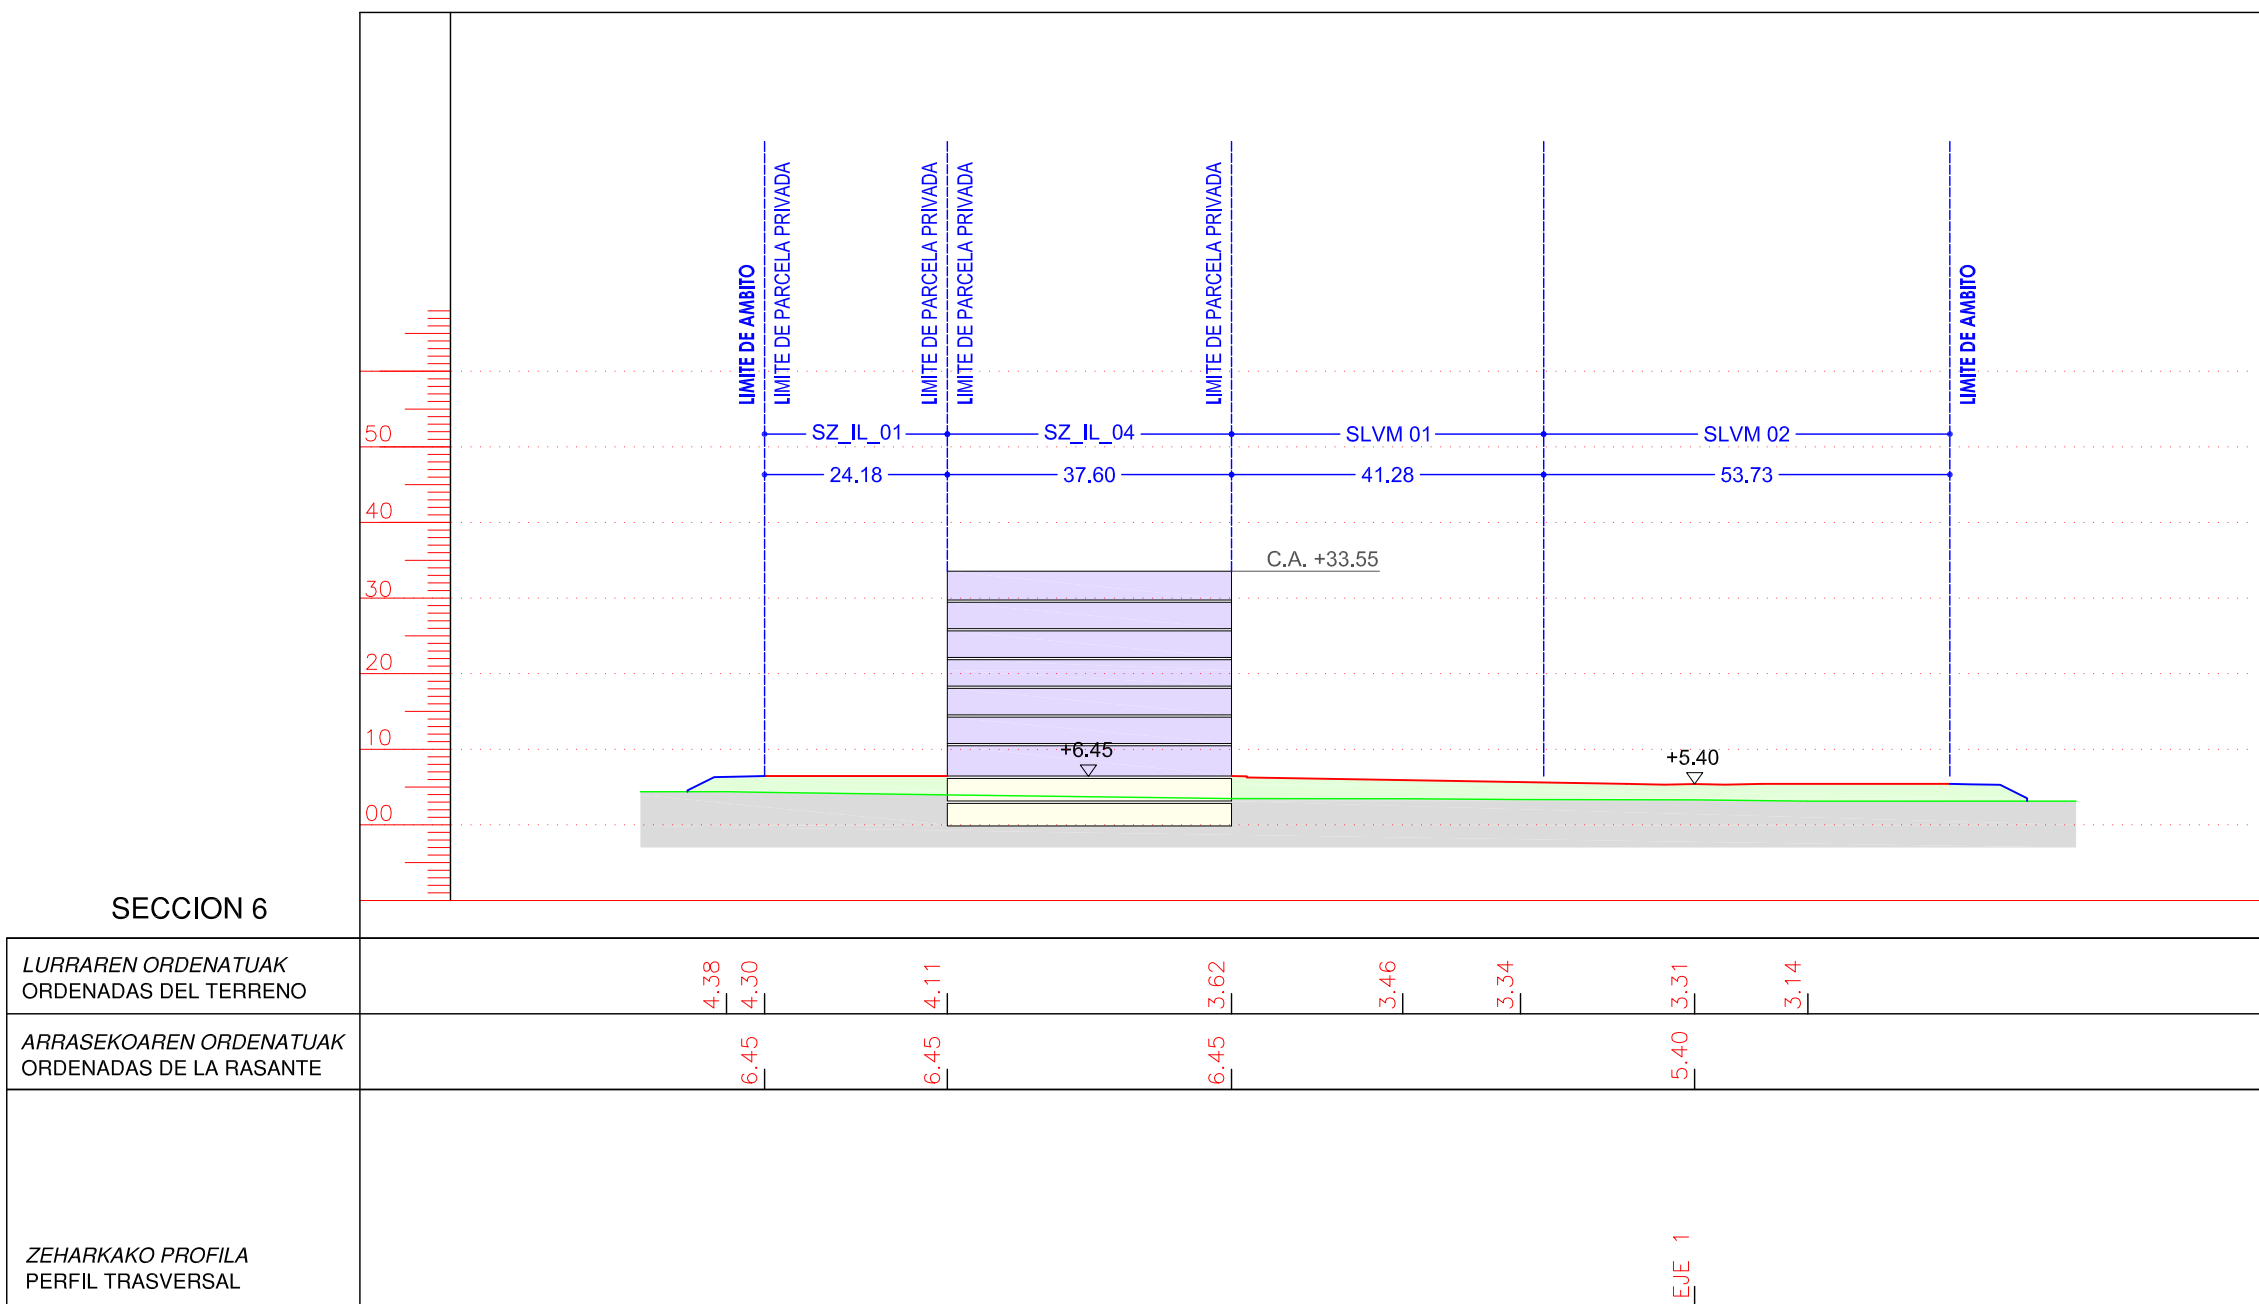 LIMITE DE AMBITO
LIMITE DE PARCELA PRIVADA
LIMITE DE PARCELA PRIVADA
LIMITE DE PARCELA PRIVADA
LIMITE DE PARCELA PRIVADA
LIMITE DE AMBITO
SZ_IL_01
SZ_IL_04
SLVM 01
SLVM 02
24.18
37.60
41.28
53.73
50
40
30
20
10
00
C.A. +33.55
+6.45
+5.40
SECCION 6
LURRAREN ORDENATUAK
ORDENADAS DEL TERRENO
4.38
4.30
4.11
3.62
3.46
3.34
3.31
3.14
ARRASEKOAREN ORDENATUAK
ORDENADAS DE LA RASANTE
6.45
6.45
6.45
5.40
ZEHARKAKO PROFILA
PERFIL TRASVERSAL
EJE 1